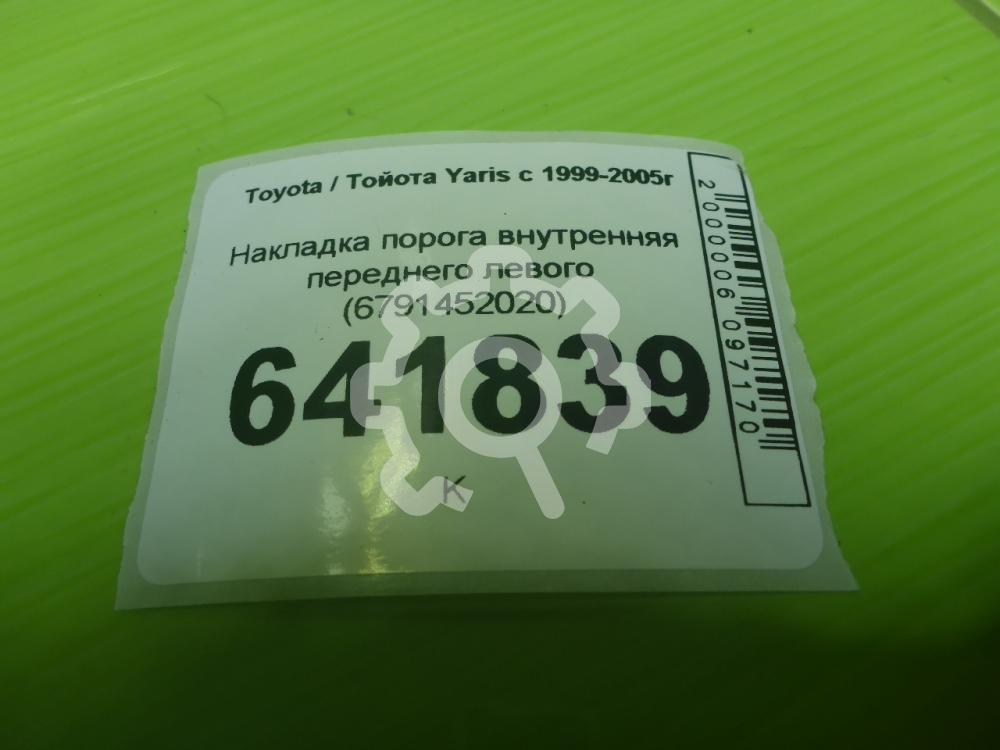 Toyota / Тойота Yaris с 1999-2005г
Накладка порога внутренняя
переднего левого
(6791452020)
641839
К
2000006097170